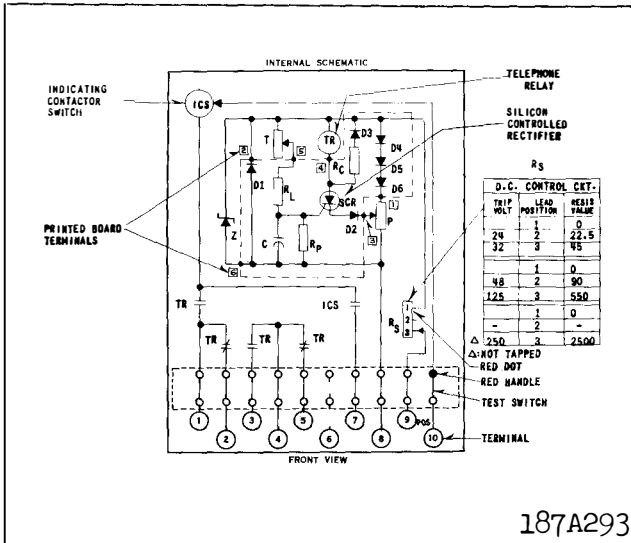 INTERNAL SCHEMATIC
INDICATING
CONTACTOR
SWITCH
ICS
TELEPHONE
RELAY
SILICON
CONTROLLED
RECTIFIER
T
TR
D3
D4
2
5
4
RC
D5
D1
D6
RL
SCR
1
P
Z
C
RP
D2
3
PRINTED BOARD
TERMINALS
6
RS
D.C. CONTROL CKT.
TRIP VOLT LEAD POSITION RESIS VALUE
1 0
24 2 22.5
32 3 45
1 0
48 2 90
125 3 550
1 0
- 2 -
Δ 250 3 2500
Δ: NOT TAPPED
RED DOT
RED HANDLE
TEST SWITCH
TERMINAL
TR
ICS
RS
1
2
3
TR
TR
TR
1
2
3
4
5
6
7
8
9
POS
10
FRONT VIEW
187A293